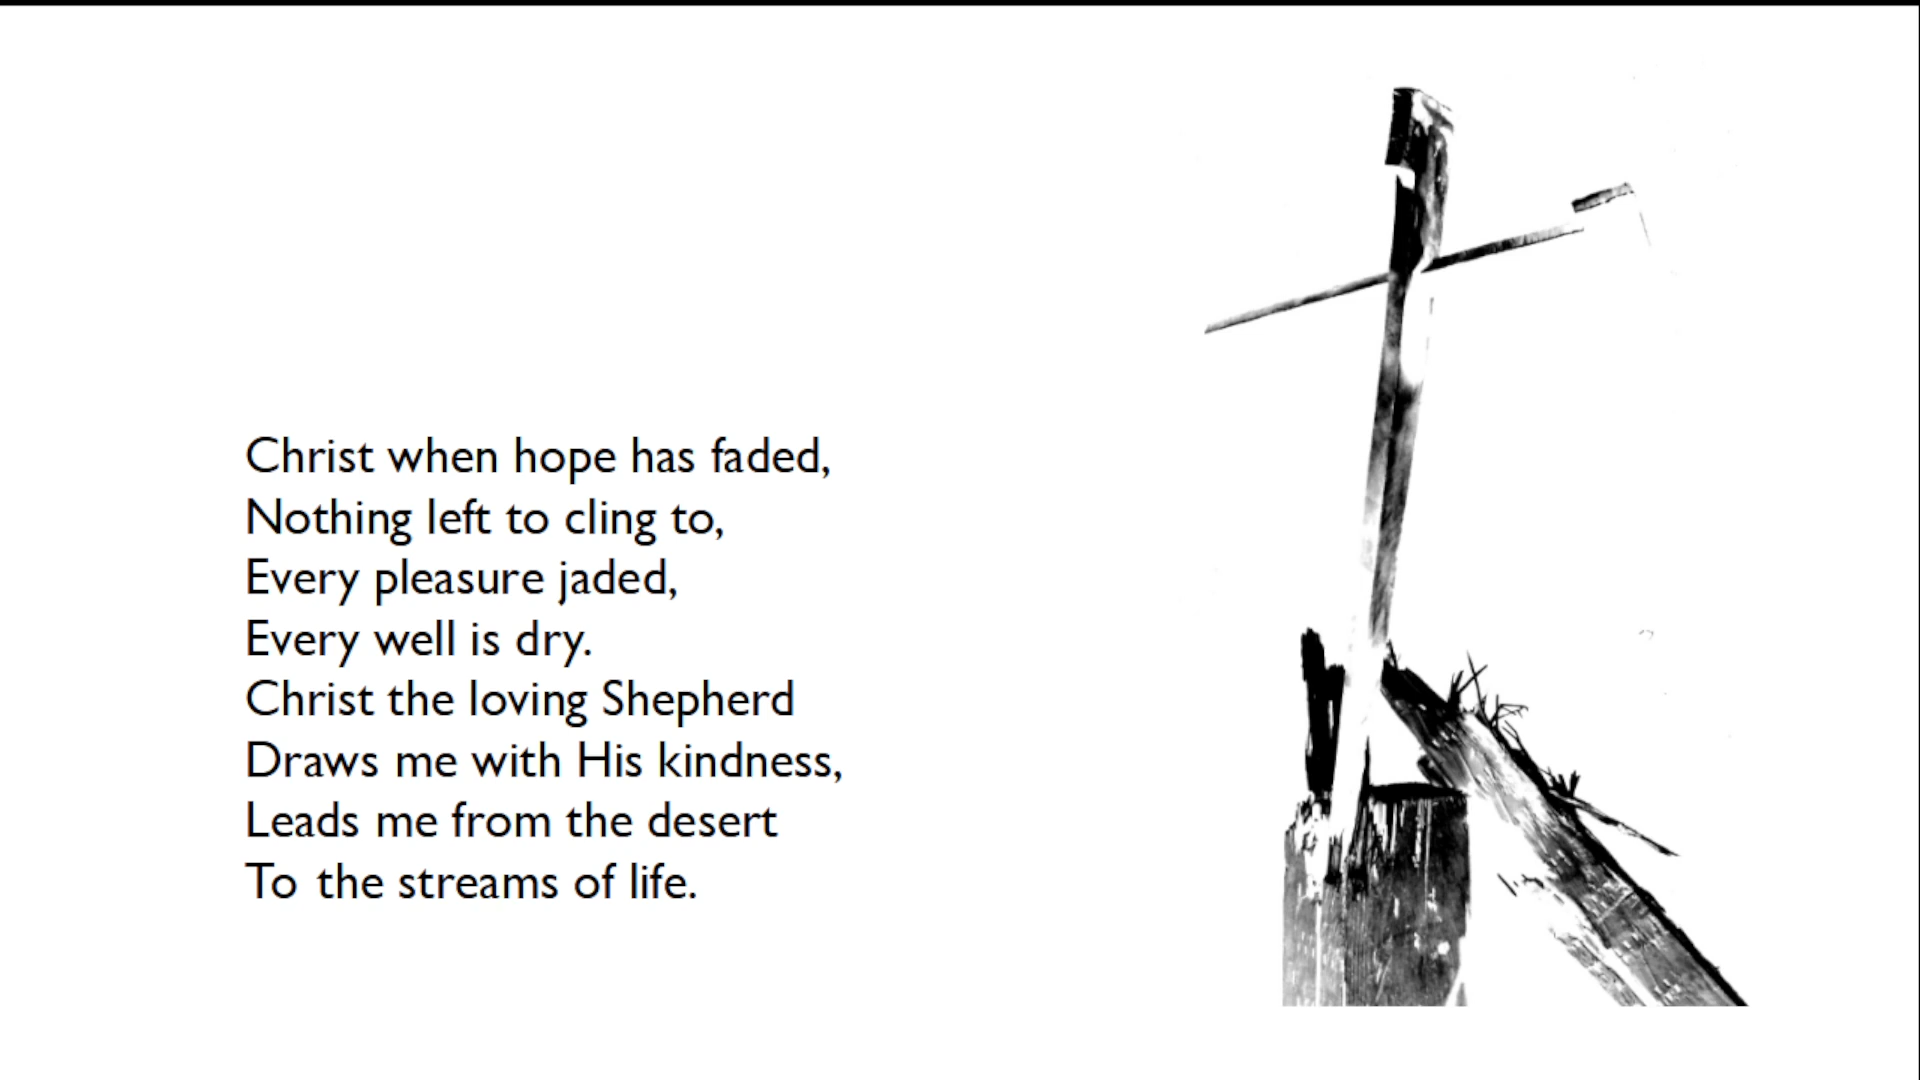 Christ when hope has faded,
Nothing left to cling to,
Every pleasure jaded,
Every well is dry.
Christ the loving Shepherd
Draws me with His kindness,
Leads me from the desert
To the streams of life.